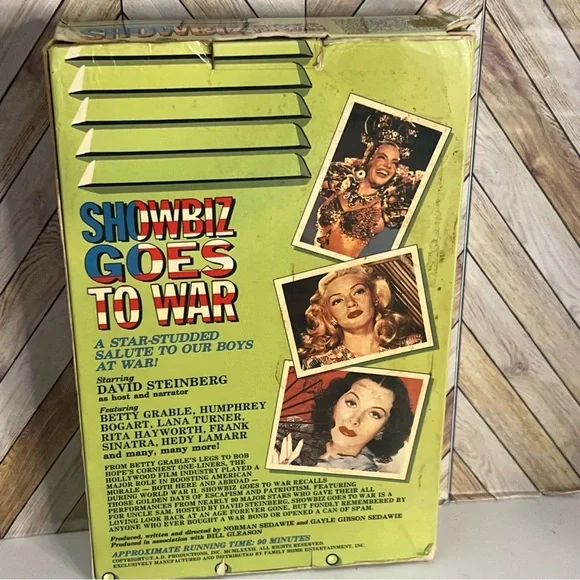 SHOWBIZ
GOES
TO WAR
A STAR-STUDDED
SALUTE TO OUR BOYS
AT WAR!
Starring
DAVID STEINBERG
as host and narrator
Featuring
BETTY GRABLE, HUMPHREY
BOGART, LANA TURNER,
RITA HAYWORTH, FRANK
SINATRA, HEDY LAMARR
and many, many more!
FROM BETTY GRABLE'S LEGS TO BOB
HOPE'S CORNIEST ONE-LINERS, THE
HOLLYWOOD FILM INDUSTRY PLAYED A
MAJOR ROLE IN BOOSTING AMERICAN
MORALE — BOTH HERE AND ABROAD —
DURING WORLD WAR II. SHOWBIZ GOES TO WAR RECALLS
THOSE GOLDEN DAYS OF ESCAPISM AND PATRIOTISM, FEATURING
PERFORMANCES FROM NEARLY 90 MAJOR STARS WHO GAVE THEIR ALL
FOR UNCLE SAM. HOSTED BY DAVID STEINBERG, SHOWBIZ GOES TO WAR IS A
LOVING LOOK BACK AT AN AGE FOREVER GONE, BUT FONDLY REMEMBERED BY
ANYONE WHO EVER BOUGHT A WAR BOND OR OPENED A CAN OF SPAM.
Produced, written and directed by NORMAN SEDAWIE and GAYLE GIBSON SEDAWIE
Produced in association with BILL GLEASON
APPROXIMATE RUNNING TIME: 90 MINUTES
COPYRIGHT© T.A.D. PRODUCTIONS, INC. MCMLXXXII. ALL RIGHTS RESERVED.
EXCLUSIVELY MANUFACTURED AND DISTRIBUTED BY FAMILY HOME ENTERTAINMENT, INC.